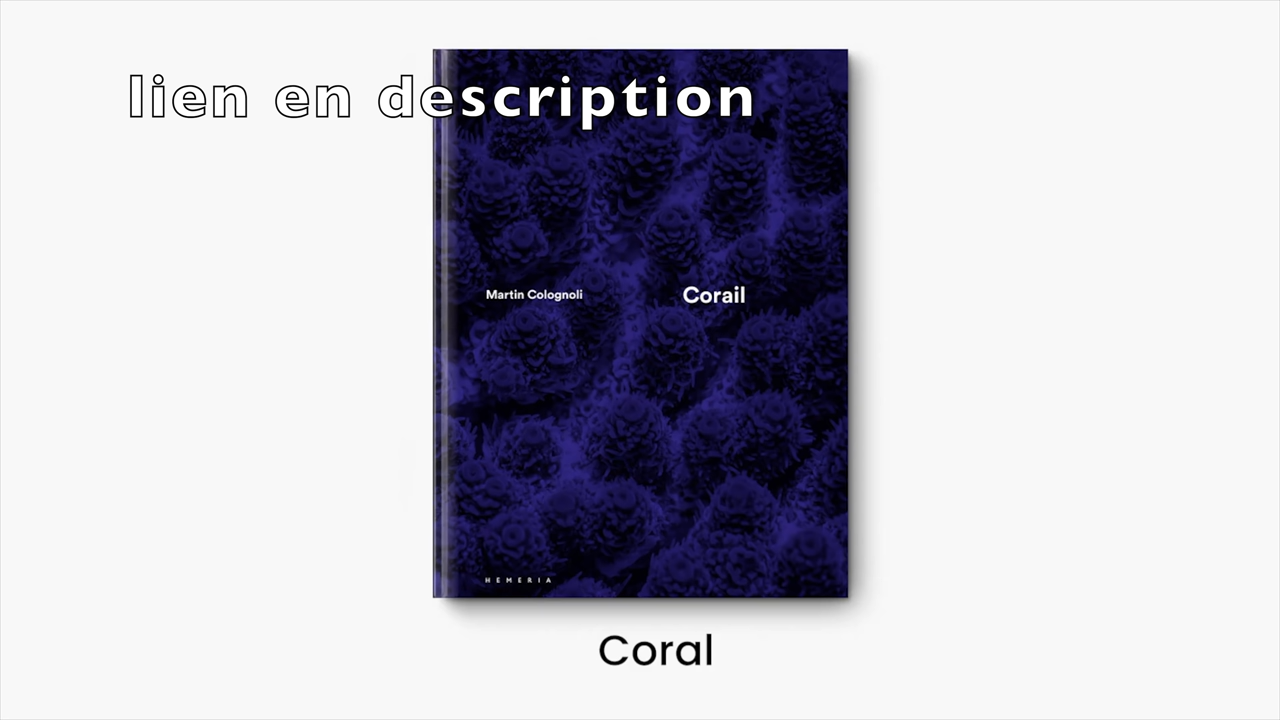 lien en description
Martin Colognoli
Corail
HEMERIA
Coral